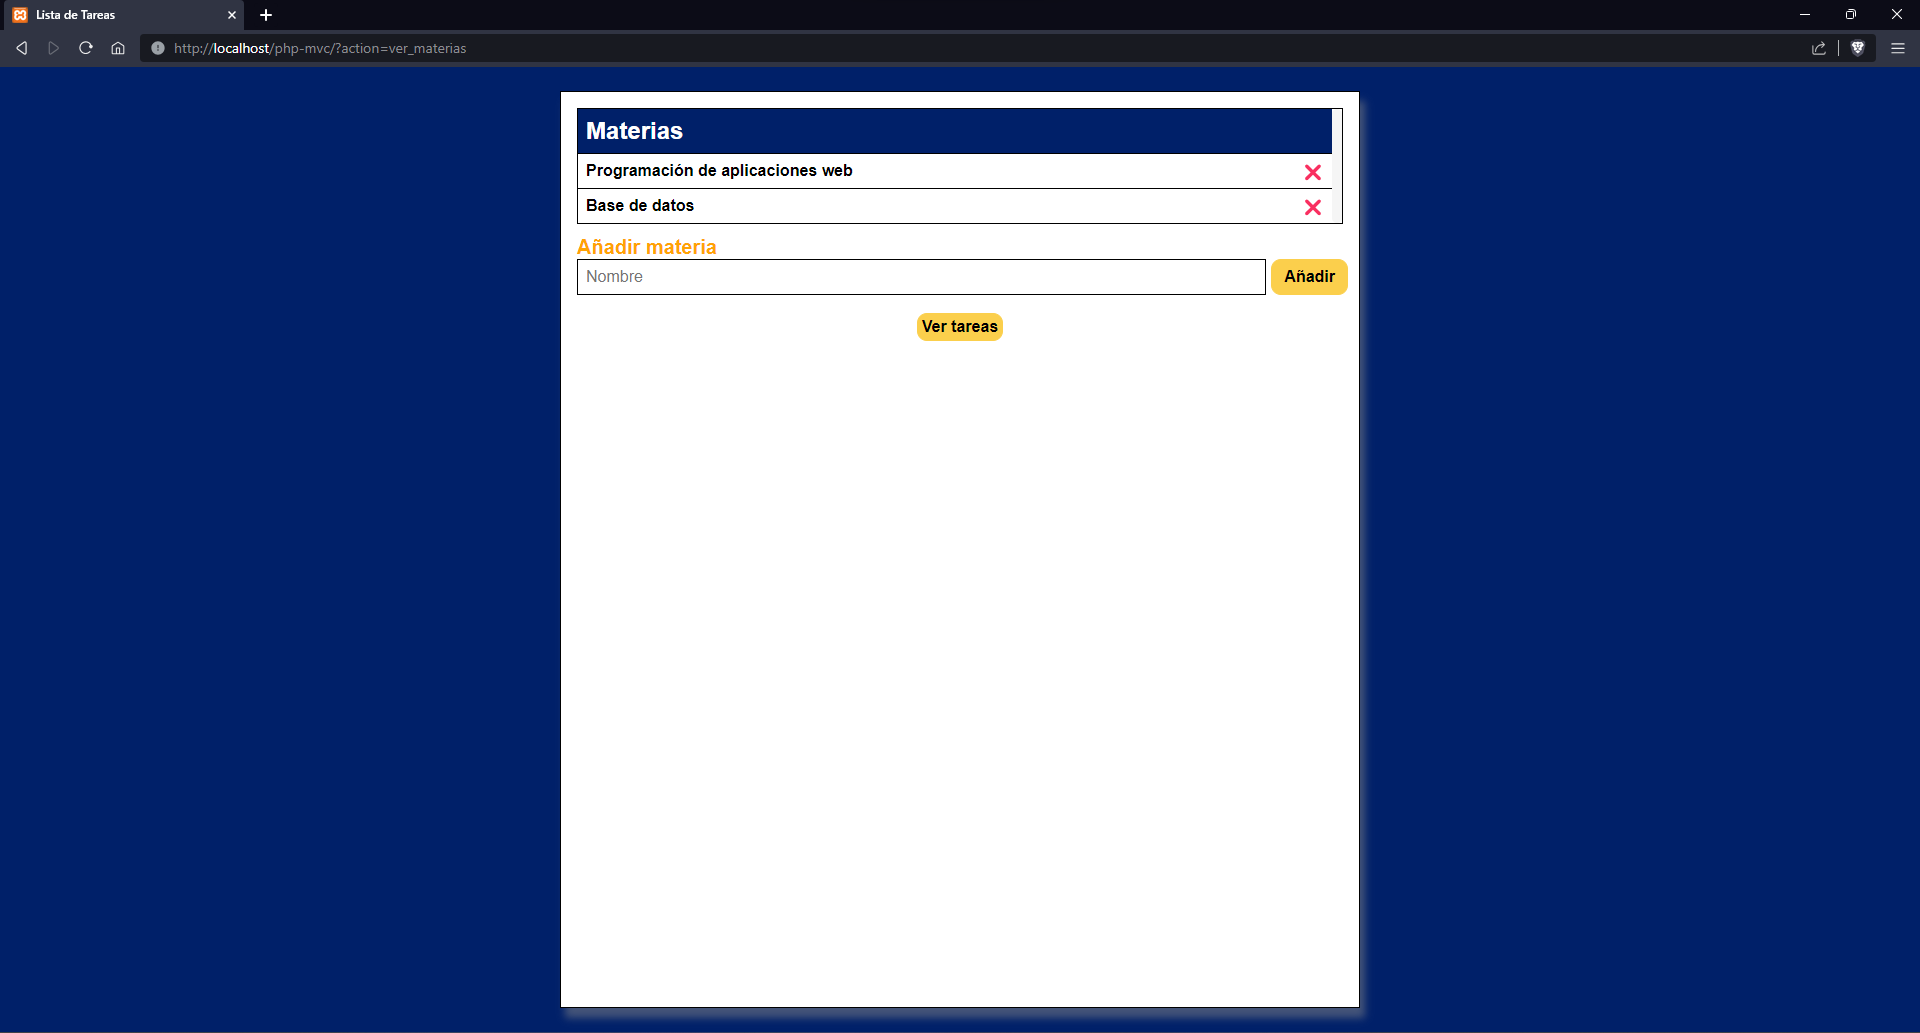 Lista de Tareas
http://localhost/php-mvc/?action=ver_materias
Materias
Programación de aplicaciones web
Base de datos
Añadir materia
Nombre
Añadir
Ver tareas